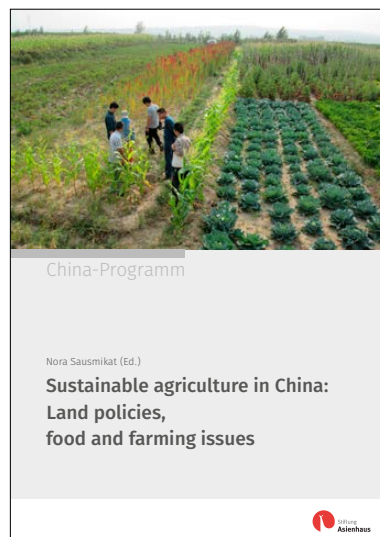 China-Programm
Nora Sausmikat (Ed.)
Sustainable agriculture in China:
Land policies,
food and farming issues
Stiftung
Asienhaus